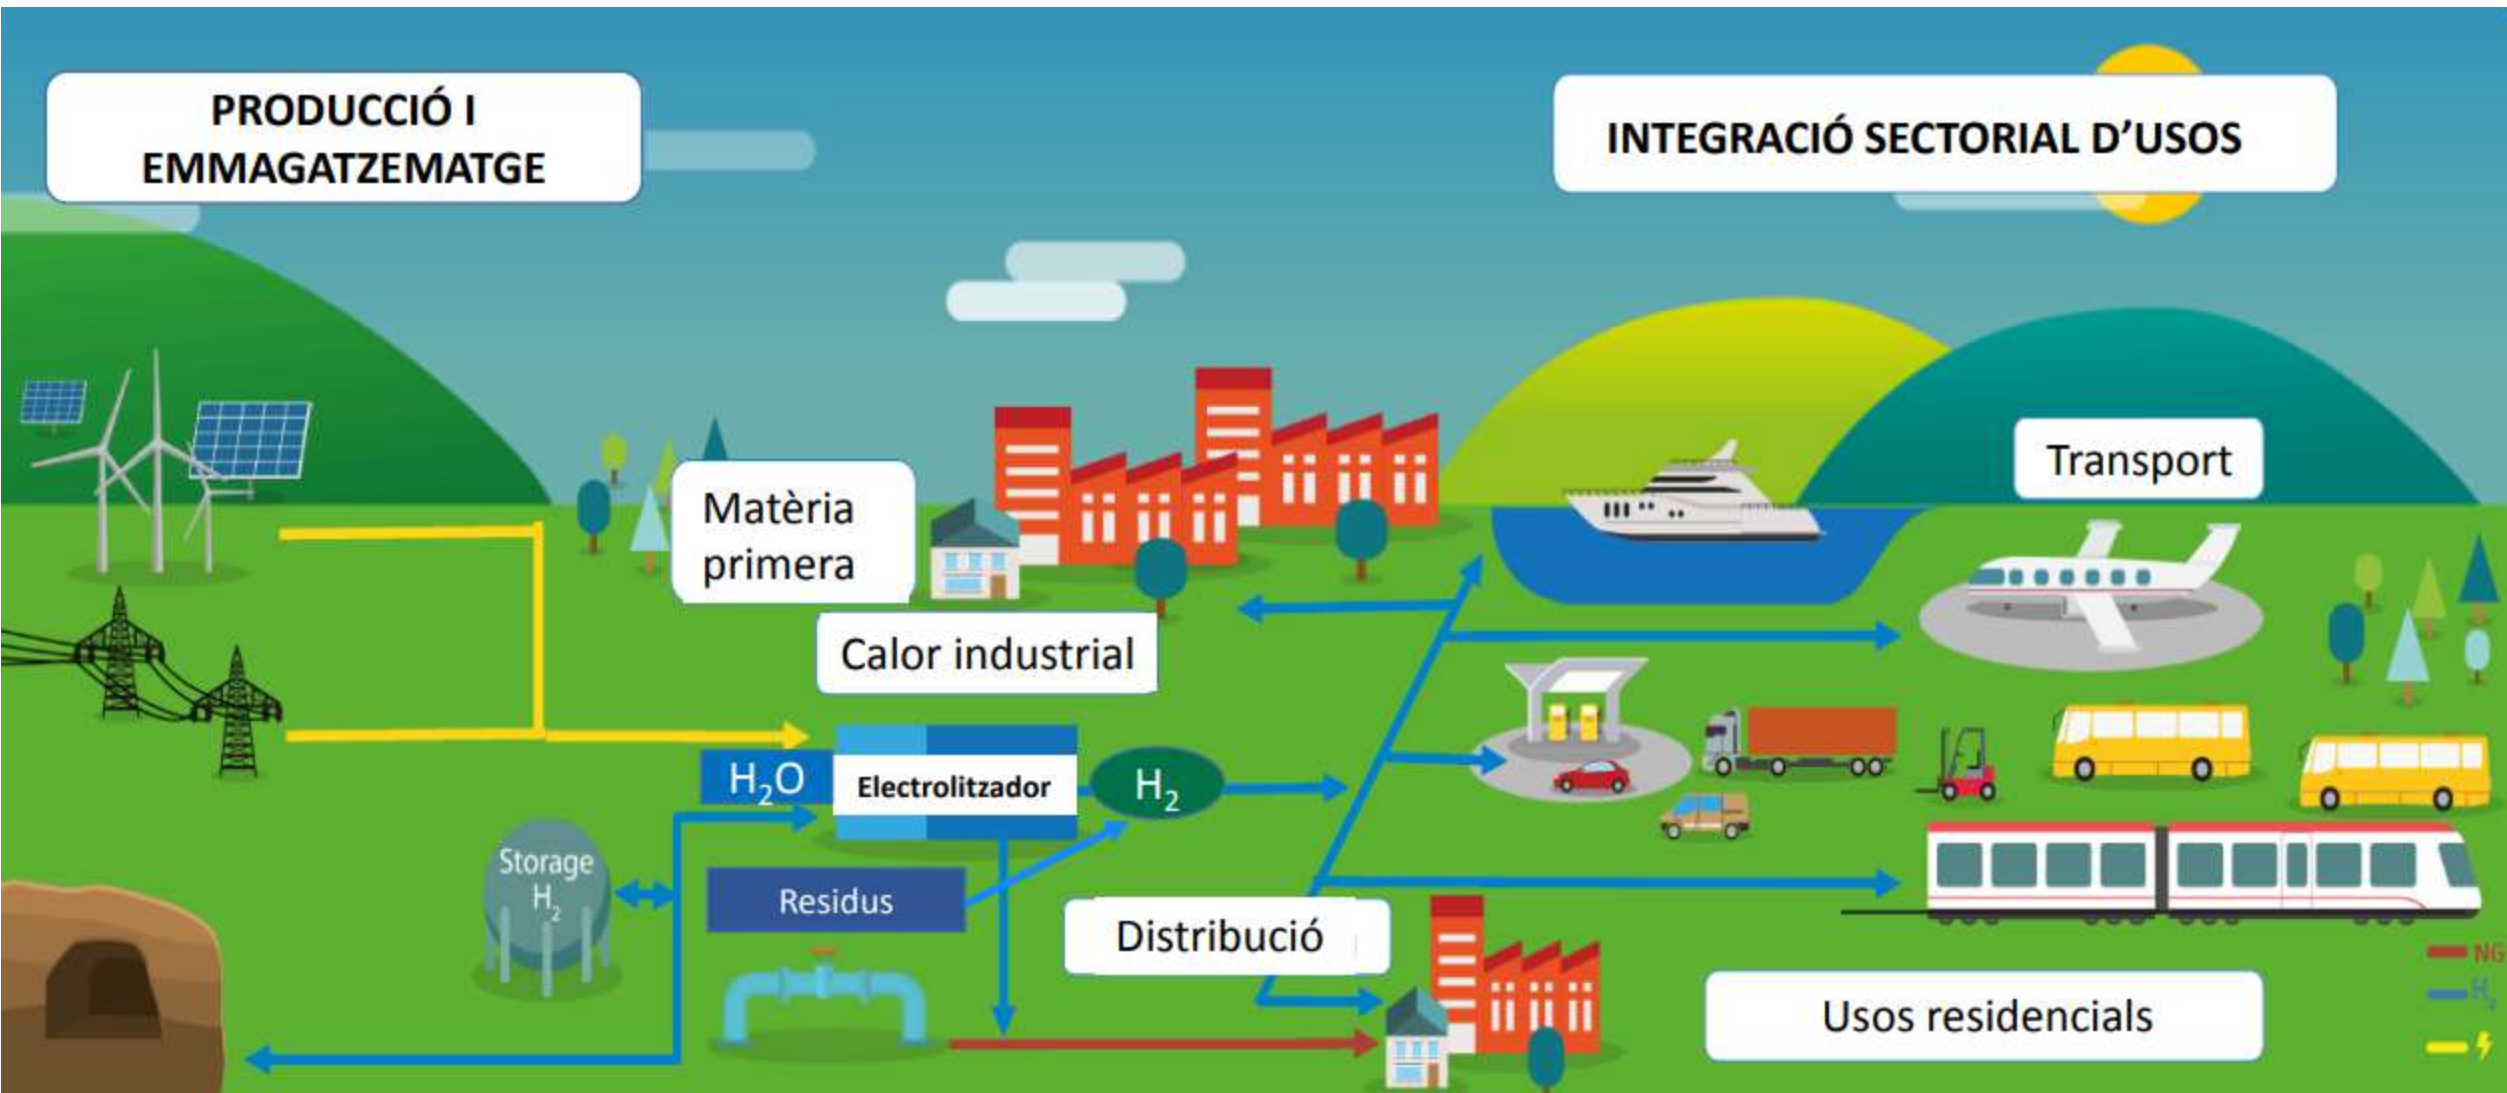 PRODUCCIÓ I
EMMAGATZEMATGE
INTEGRACIÓ SECTORIAL D'USOS
Transport
Matèria
primera
Calor industrial
H₂O
Electrolitzador
H₂
Storage
H₂
Residus
Distribució
Usos residencials
NG
H₂